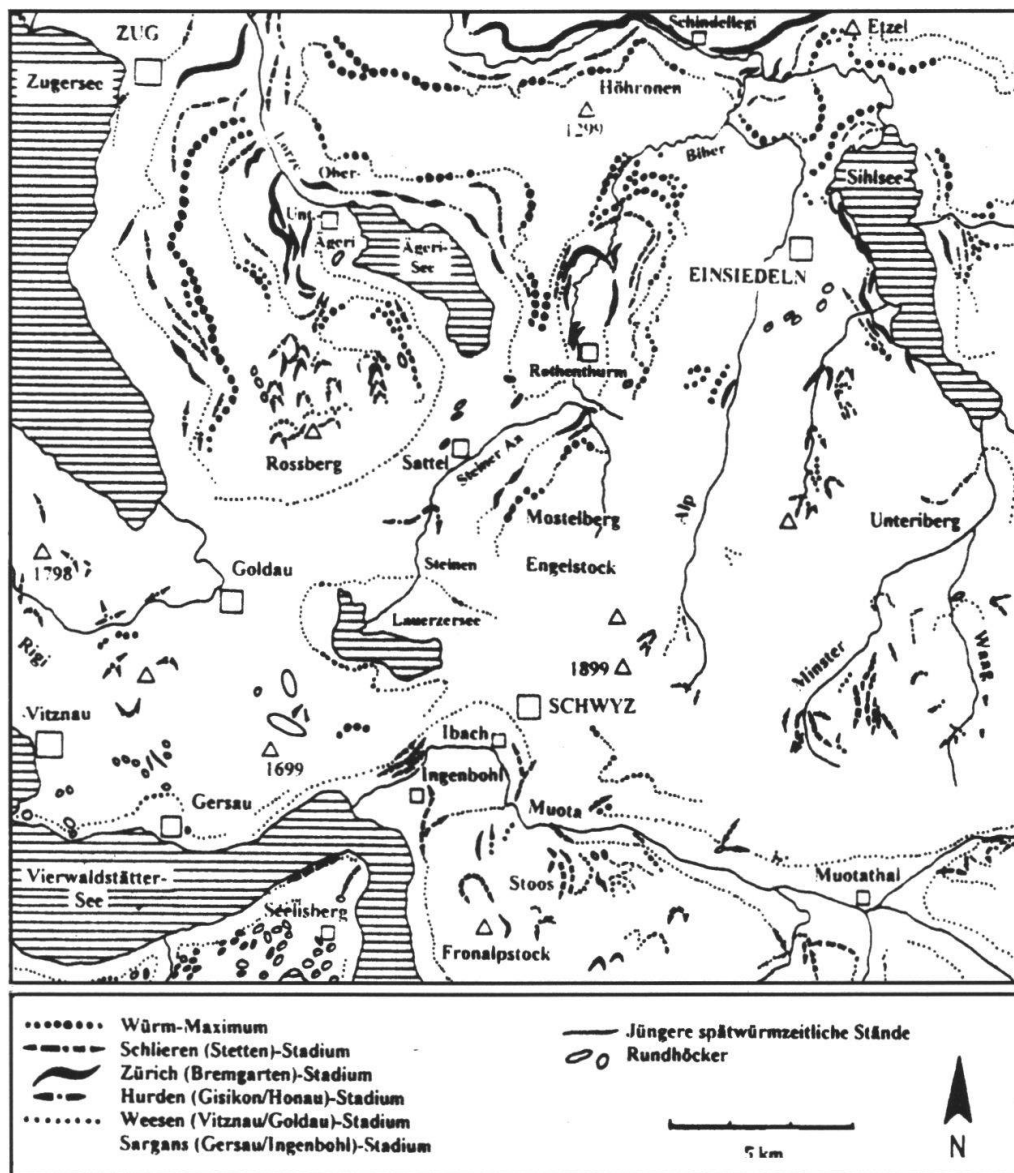 Schindellegi
Etzel
ZUG
Zugersee
Höhronen
1299
Biber
Ober-
Sihlsee
Unt.-
Ägeri
Ägeri-
See
EINSIEDELN
Rothenthurm
Rossberg
Sattel
Steiner Aa
Mostelberg
Alp
Unteriberg
1798
Goldau
Steinen
Engelstock
Lauerzersee
Rigi
1899
Minster
Waag
Vitznau
SCHWYZ
Ibach
1699
Ingenbohl
Gersau
Muota
Vierwaldstätter-
See
Stoos
Muotathal
Seelisberg
Fronalpstock
Würm-Maximum
Schlieren (Stetten)-Stadium
Zürich (Bremgarten)-Stadium
Hurden (Gisikon/Honau)-Stadium
Weesen (Vitznau/Goldau)-Stadium
Sargans (Gersau/Ingenbohl)-Stadium
Jüngere spätwürmzeitliche Stände
Rundhöcker
5 km
N